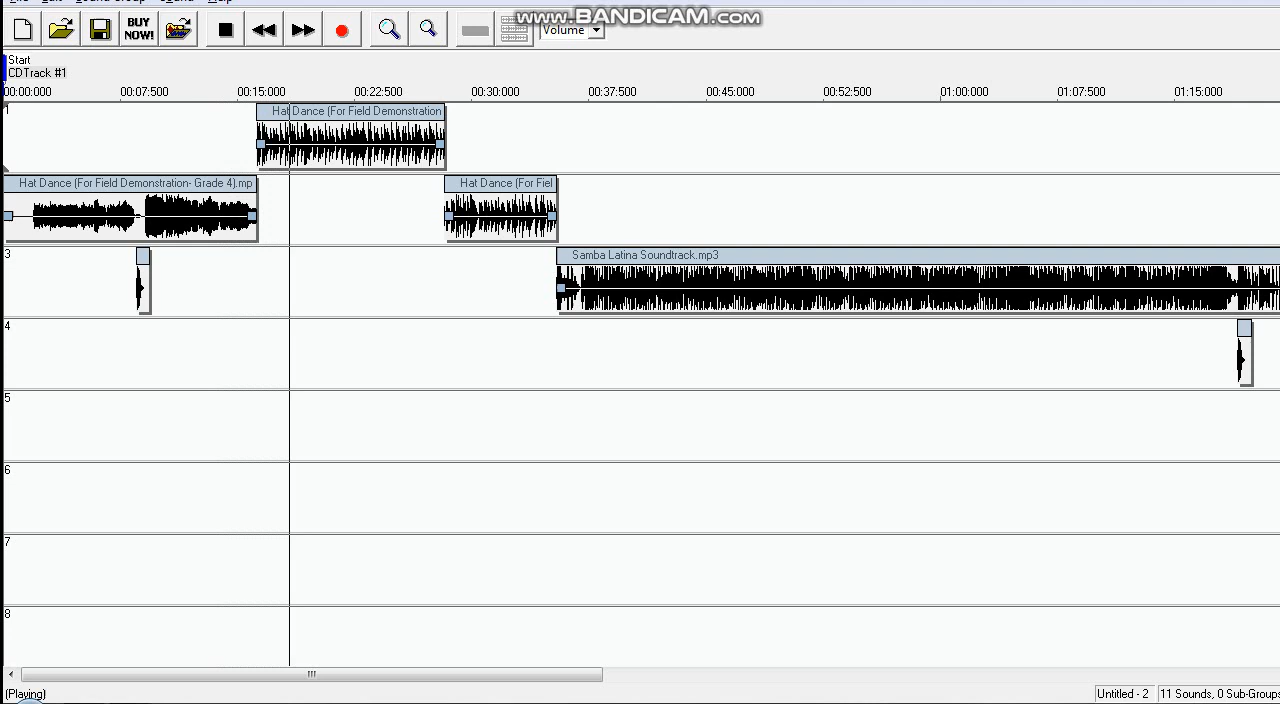 www.BANDICAM.com
BUY NOW!
Volume
Start
CDTrack #1
00:00:000 00:07:500 00:15:000 00:22:500 00:30:000 00:37:500 00:45:000 00:52:500 01:00:000 01:07:500 01:15:000
1
Hat Dance (For Field Demonstration
Hat Dance (For Field Demonstration- Grade 4).mp
Hat Dance (For Fiel
3
Samba Latina Soundtrack.mp3
4
5
6
7
8
(Playing)
Untitled - 2
11 Sounds, 0 Sub-Groups